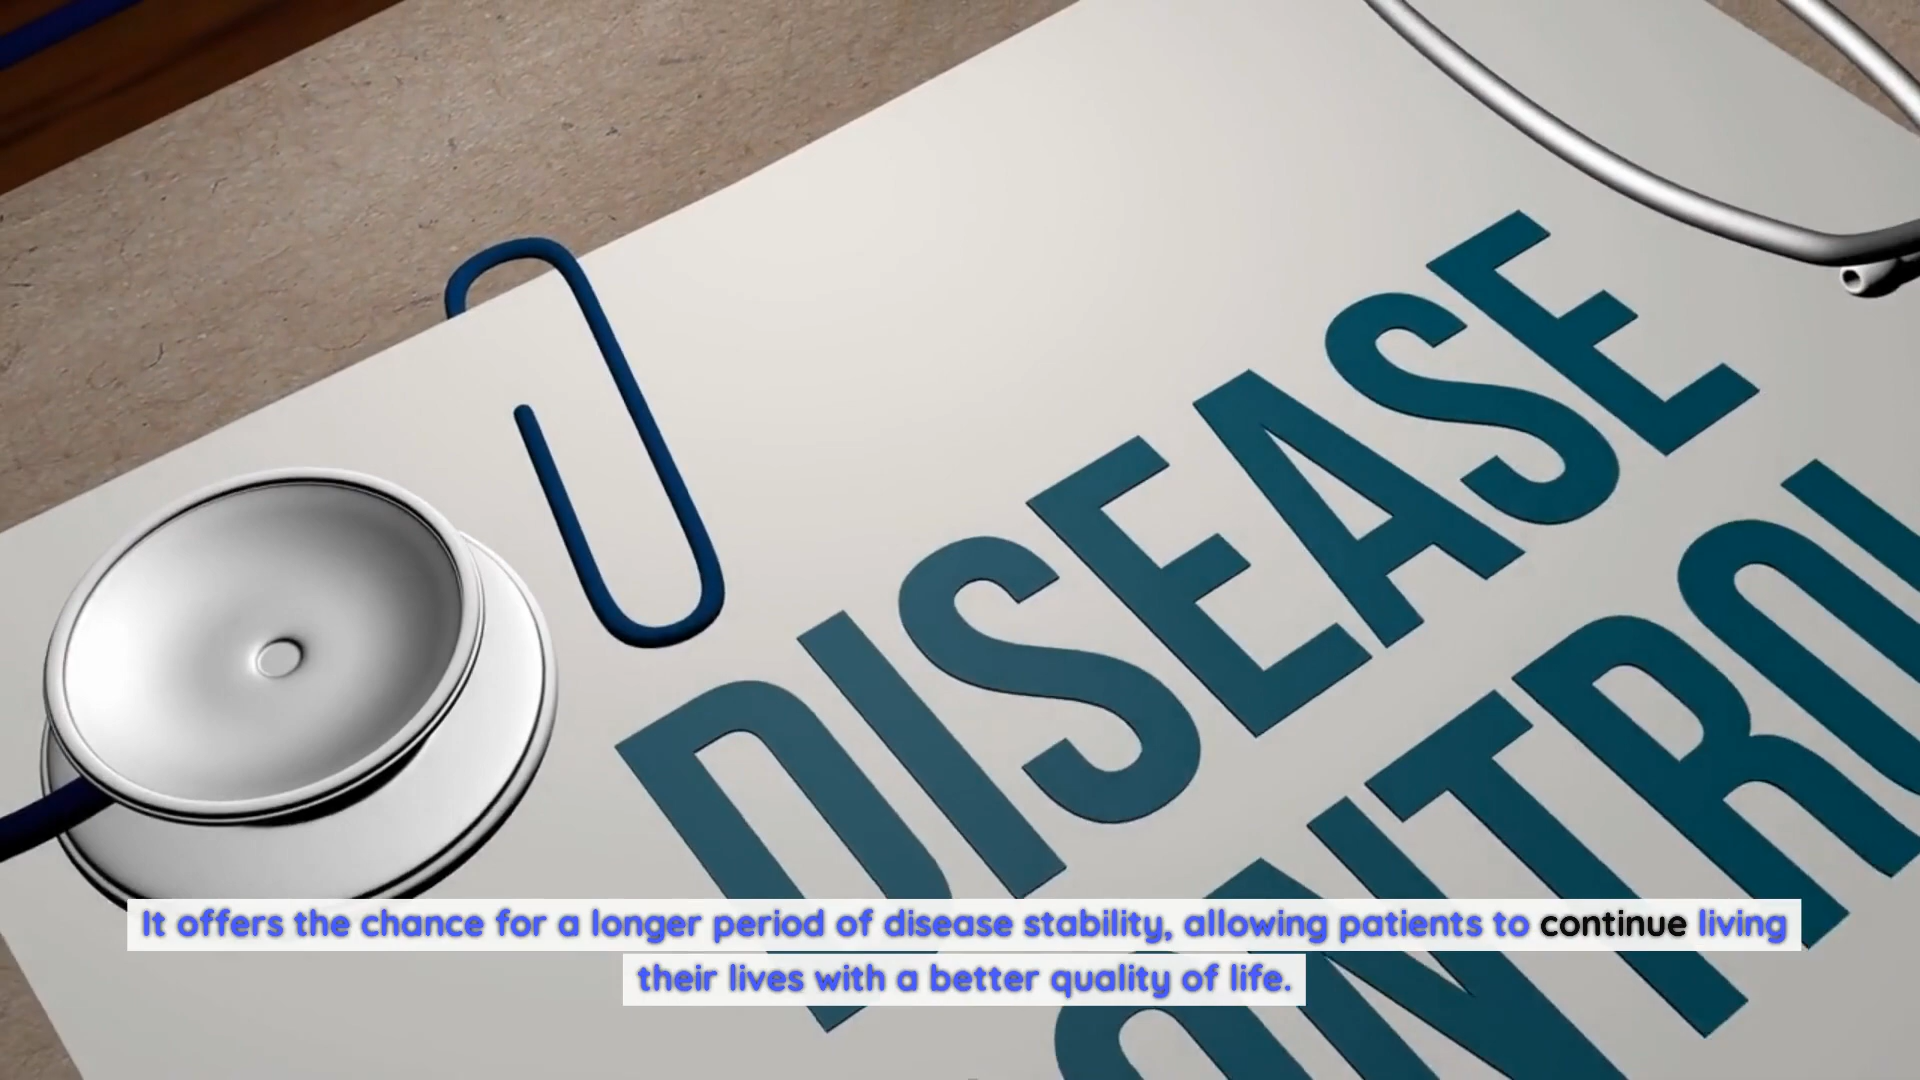 DISEASE
CONTROL
It offers the chance for a longer period of disease stability, allowing patients to continue living
their lives with a better quality of life.